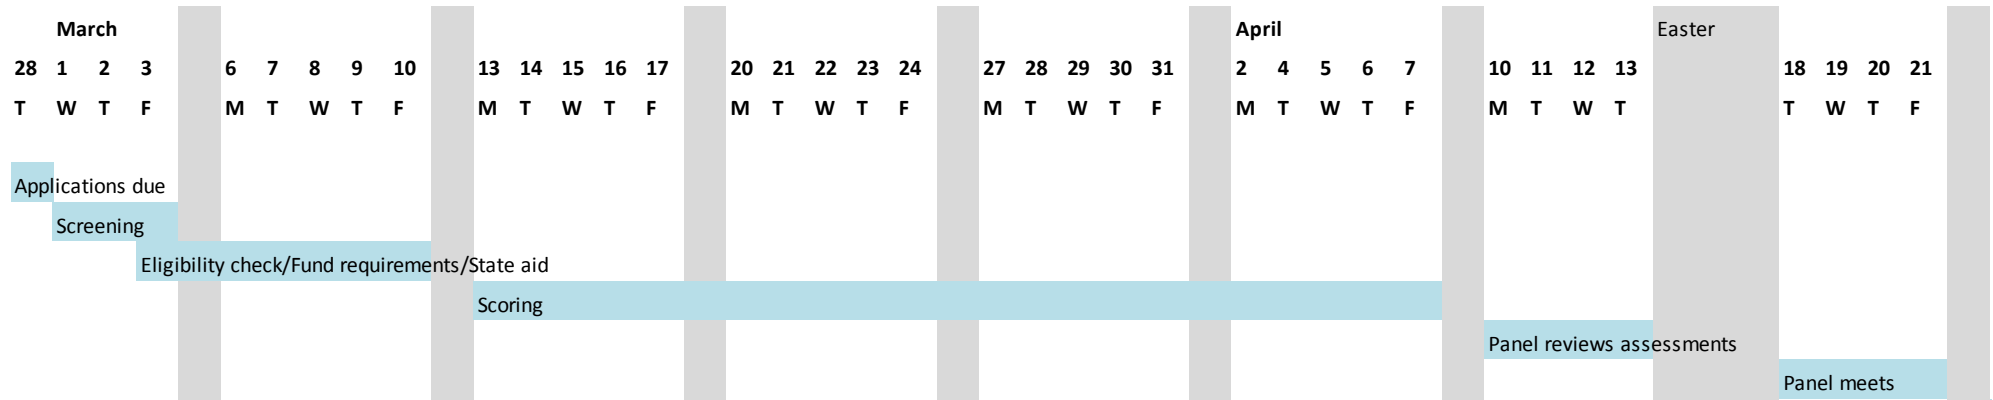 March April Easter
28 1 2 3 6 7 8 9 10 13 14 15 16 17 20 21 22 23 24 27 28 29 30 31 2 4 5 6 7 10 11 12 13 18 19 20 21
T W T F M T W T F M T W T F M T W T F M T W T F M T W T F M T W T T W T F
Applications due
Screening
Eligibility check/Fund requirements/State aid
Scoring
Panel reviews assessments
Panel meets